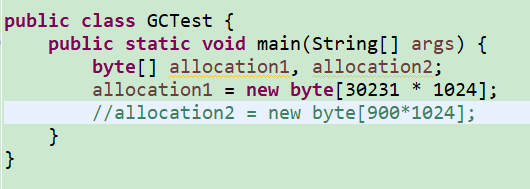 public class GCTest {
public static void main(String[] args) {
byte[] allocation1, allocation2;
allocation1 = new byte[30231 * 1024];
//allocation2 = new byte[900*1024];
}
}